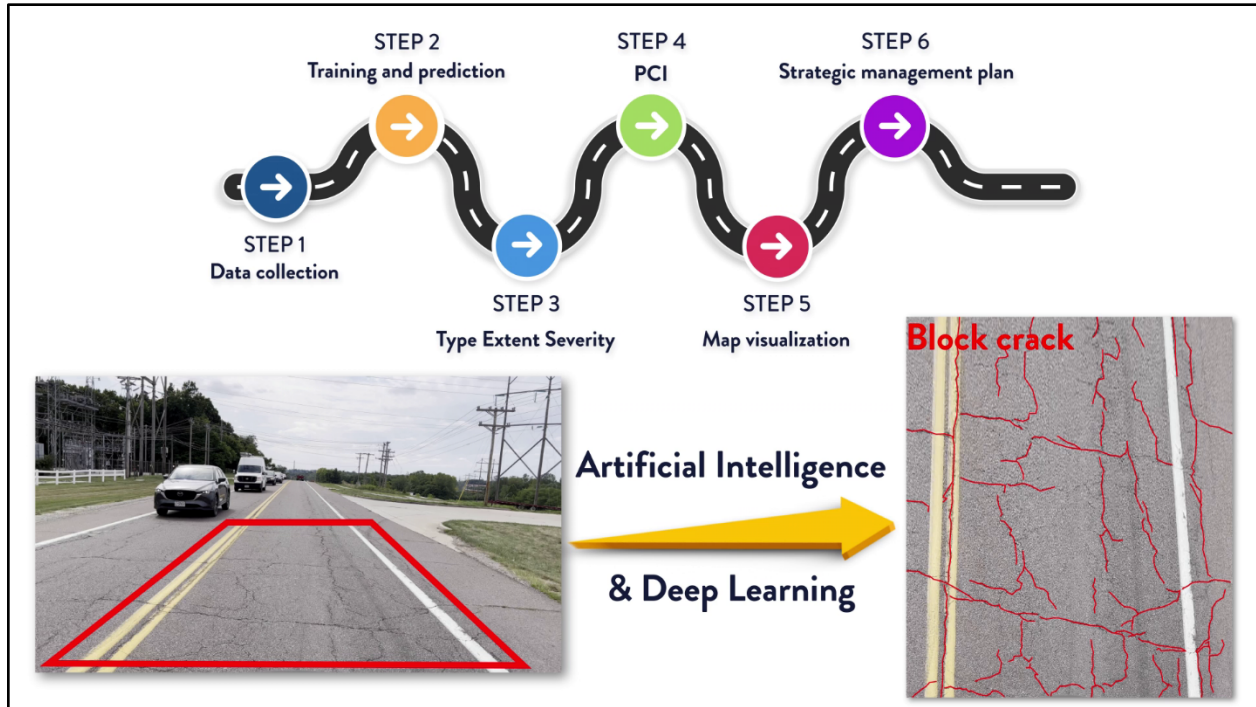 STEP 1
Data collection
STEP 2
Training and prediction
STEP 3
Type Extent Severity
STEP 4
PCI
STEP 5
Map visualization
STEP 6
Strategic management plan
Artificial Intelligence
& Deep Learning
Block crack